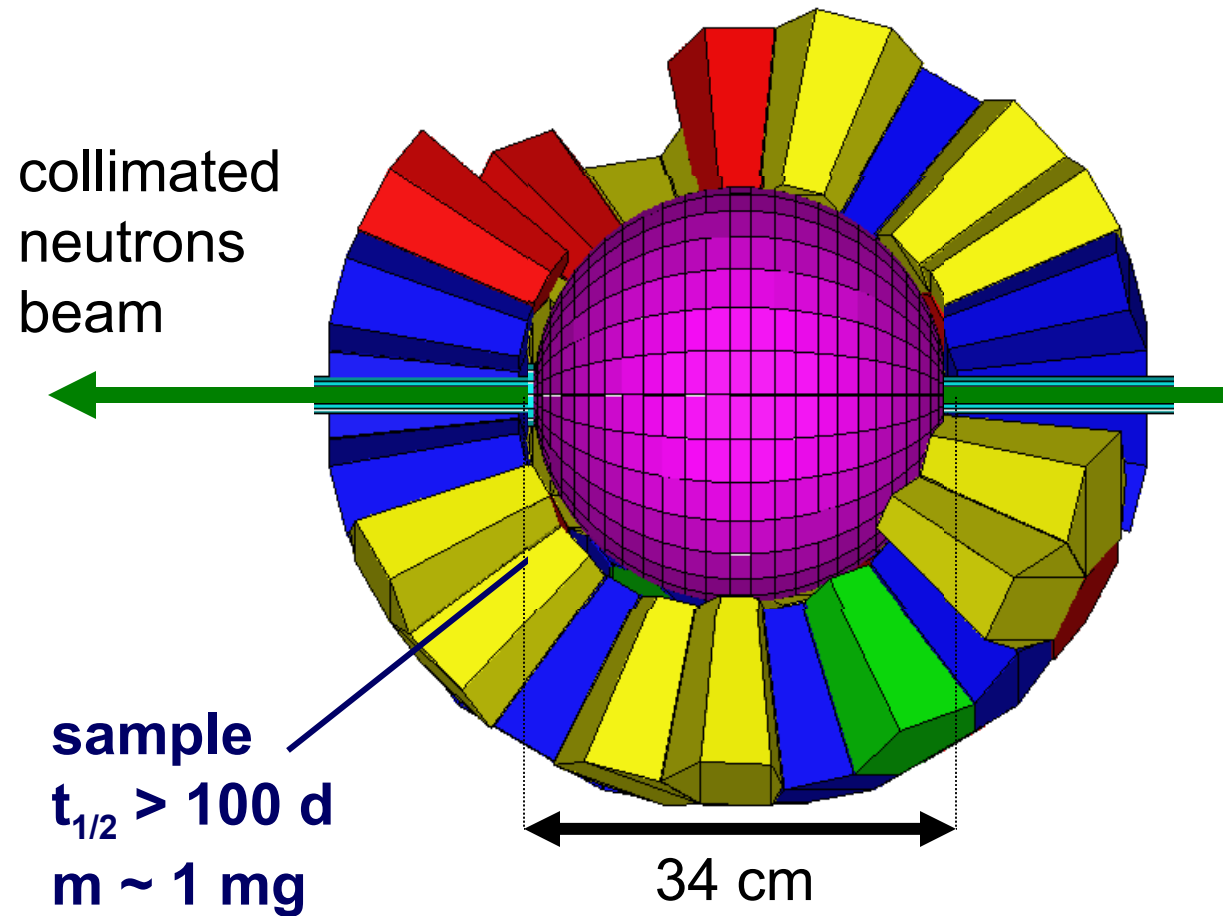 collimated
neutrons
beam
sample
t1/2 > 100 d
m ~ 1 mg
34 cm